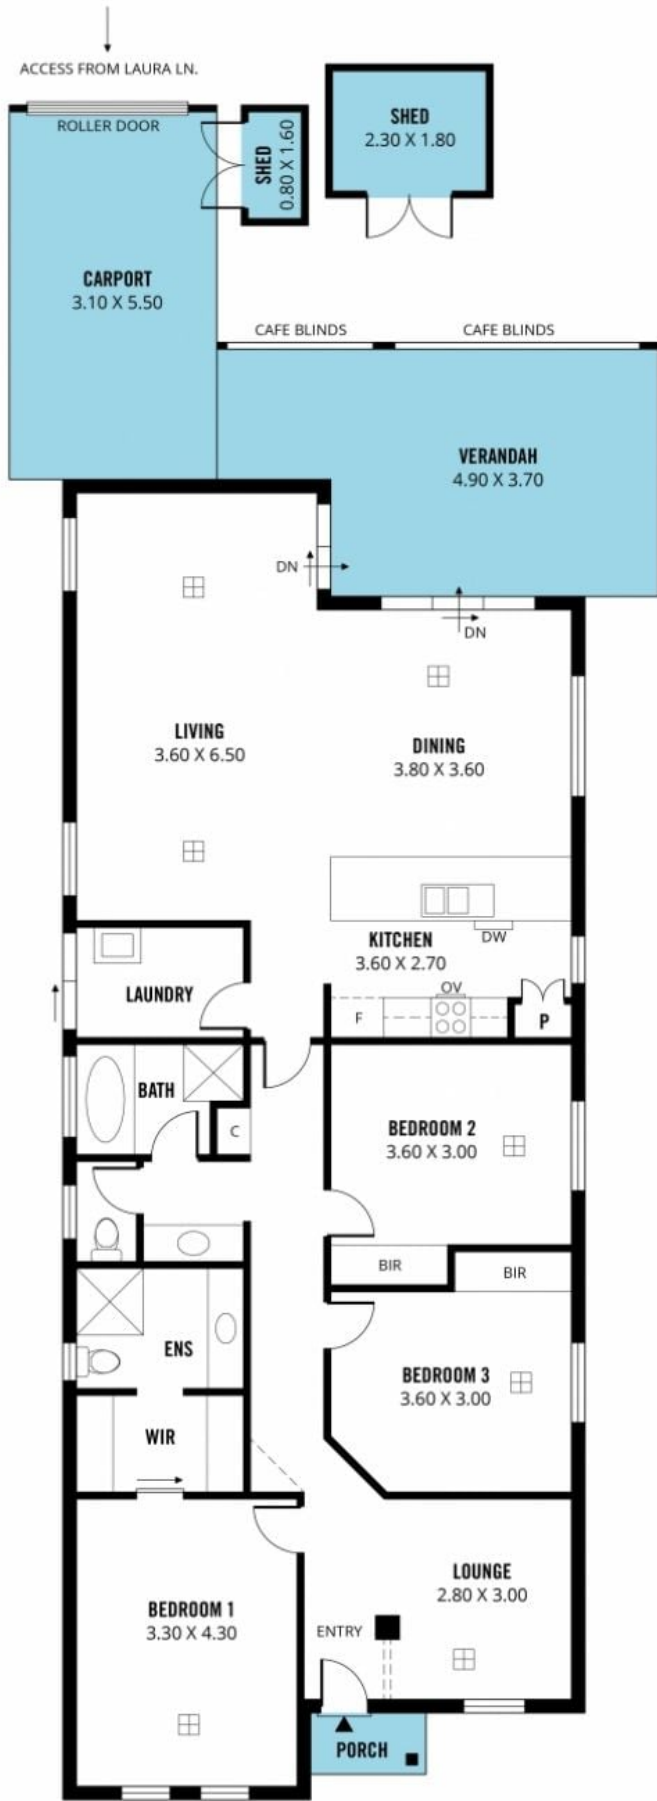 ACCESS FROM LAURA LN.
ROLLER DOOR
SHED
0.80 X 1.60
SHED
2.30 X 1.80
CARPORT
3.10 X 5.50
CAFE BLINDS
CAFE BLINDS
VERANDAH
4.90 X 3.70
DN
DN
LIVING
3.60 X 6.50
DINING
3.80 X 3.60
KITCHEN
3.60 X 2.70
DW
LAUNDRY
OV
F
P
BATH
C
BEDROOM 2
3.60 X 3.00
BIR
BIR
ENS
BEDROOM 3
3.60 X 3.00
WIR
LOUNGE
2.80 X 3.00
BEDROOM 1
3.30 X 4.30
ENTRY
PORCH